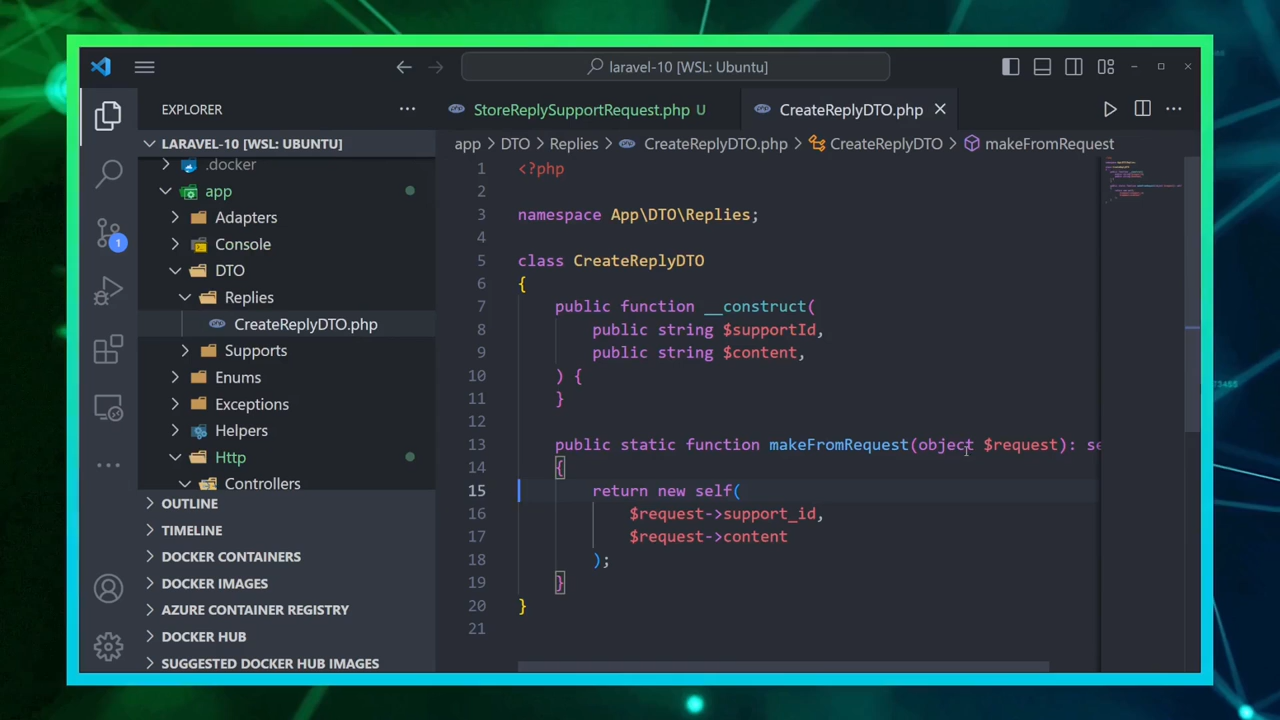 laravel-10 [WSL: Ubuntu]
EXPLORER
StoreReplySupportRequest.php U
CreateReplyDTO.php
LARAVEL-10 [WSL: UBUNTU]
app > DTO > Replies > CreateReplyDTO.php > CreateReplyDTO > makeFromRequest
.docker
app
Adapters
Console
DTO
Replies
CreateReplyDTO.php
Supports
Enums
Exceptions
Helpers
Http
Controllers
OUTLINE
TIMELINE
DOCKER CONTAINERS
DOCKER IMAGES
AZURE CONTAINER REGISTRY
DOCKER HUB
SUGGESTED DOCKER HUB IMAGES
1
1 <?php
2
3 namespace App\DTO\Replies;
4
5 class CreateReplyDTO
6 {
7 public function __construct(
8 public string $supportId,
9 public string $content,
10 ) {
11 }
12
13 public static function makeFromRequest(object $request): se
14 {
15 return new self(
16 $request->support_id,
17 $request->content
18 );
19 }
20 }
21